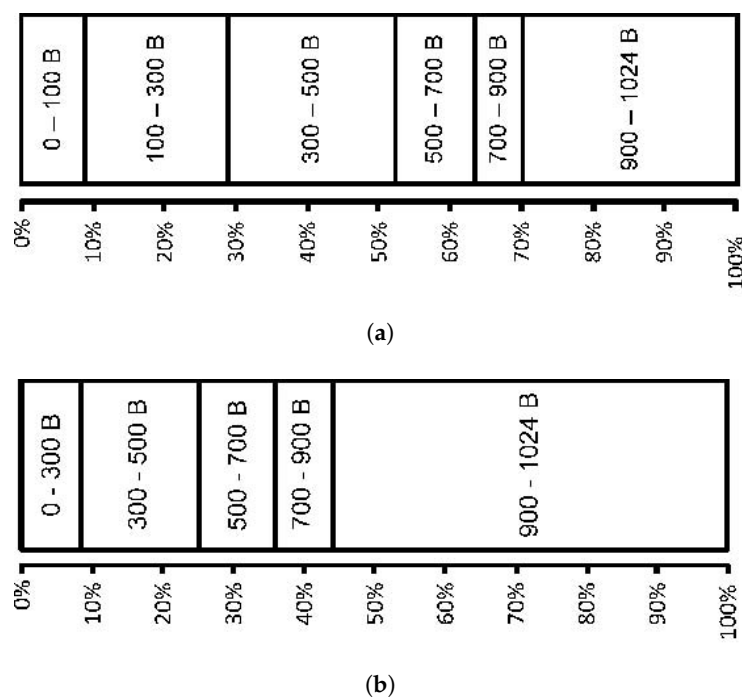 0 – 100 B
100 – 300 B
300 – 500 B
500 – 700 B
700 – 900 B
900 – 1024 B
0%
10%
20%
30%
40%
50%
60%
70%
80%
90%
100%
(a)
0 - 300 B
300 - 500 B
500 - 700 B
700 - 900 B
900 - 1024 B
0%
10%
20%
30%
40%
50%
60%
70%
80%
90%
100%
(b)